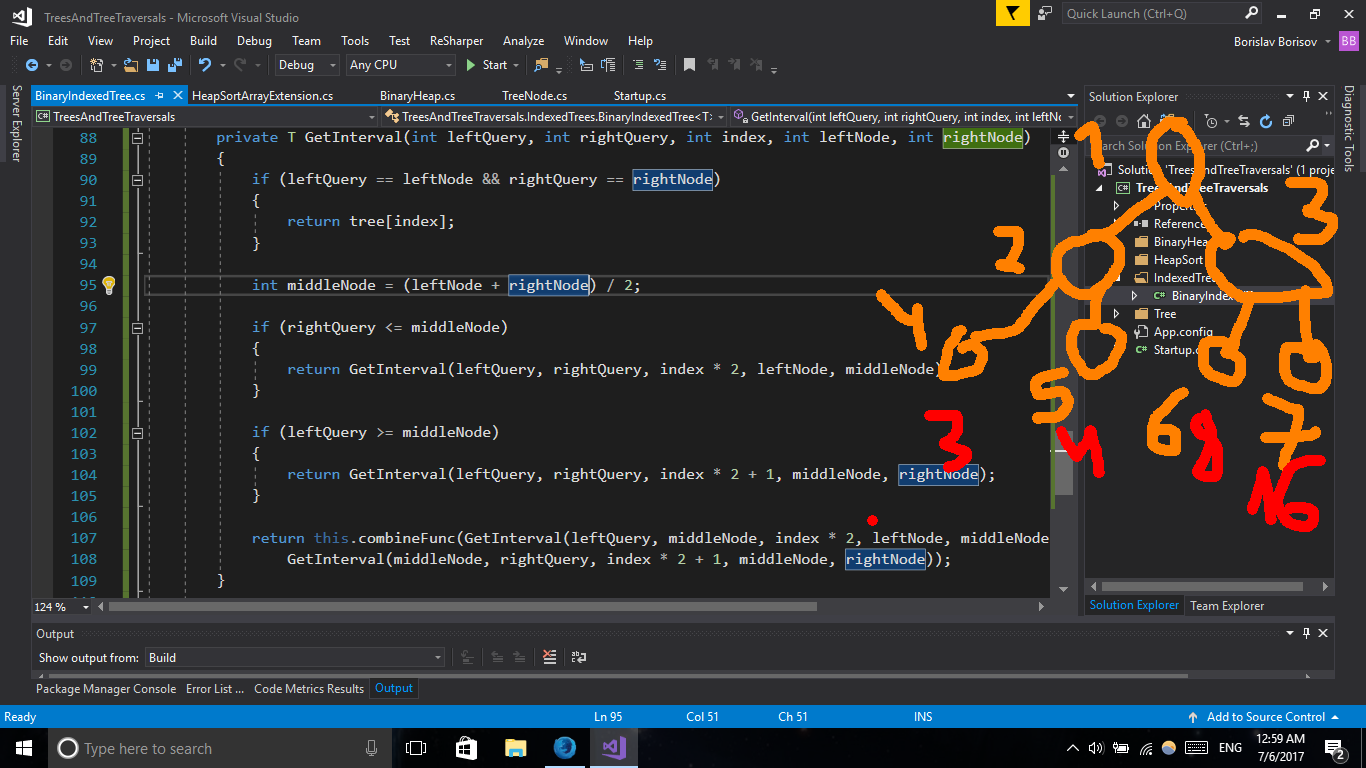 TreesAndTreeTraversals - Microsoft Visual Studio
Quick Launch (Ctrl+Q)
File Edit View Project Build Debug Team Tools Test ReSharper Analyze Window Help
Borislav Borisov BB
Debug Any CPU Start
BinaryIndexedTree.cs HeapSortArrayExtension.cs BinaryHeap.cs TreeNode.cs Startup.cs
TreesAndTreeTraversals TreesAndTreeTraversals.IndexedTrees.BinaryIndexedTree<T> GetInterval(int leftQuery, int rightQuery, int index, int leftNo
Server Explorer
88 private T GetInterval(int leftQuery, int rightQuery, int index, int leftNode, int rightNode)
89 {
90 if (leftQuery == leftNode && rightQuery == rightNode)
91 {
92 return tree[index];
93 }
94
95 int middleNode = (leftNode + rightNode) / 2;
96
97 if (rightQuery <= middleNode)
98 {
99 return GetInterval(leftQuery, rightQuery, index * 2, leftNode, middleNode)
100 }
101
102 if (leftQuery >= middleNode)
103 {
104 return GetInterval(leftQuery, rightQuery, index * 2 + 1, middleNode, rightNode);
105 }
106
107 return this.combineFunc(GetInterval(leftQuery, middleNode, index * 2, leftNode, middleNode
108 GetInterval(middleNode, rightQuery, index * 2 + 1, middleNode, rightNode));
109 }
124 %
Solution Explorer
Search Solution Explorer (Ctrl+;)
Solution 'TreesAndTreeTraversals' (1 proje
TreesAndTreeTraversals
Properties
Reference
BinaryHea
HeapSort
IndexedTre
BinaryIndex
Tree
App.config
Startup.c
Solution Explorer Team Explorer
Diagnostic Tools
1
2 3
4 5 6 7
3 4 8 16
Output
Show output from: Build
Package Manager Console Error List ... Code Metrics Results Output
Ready Ln 95 Col 51 Ch 51 INS Add to Source Control
Type here to search
ENG
12:59 AM
7/6/2017
2